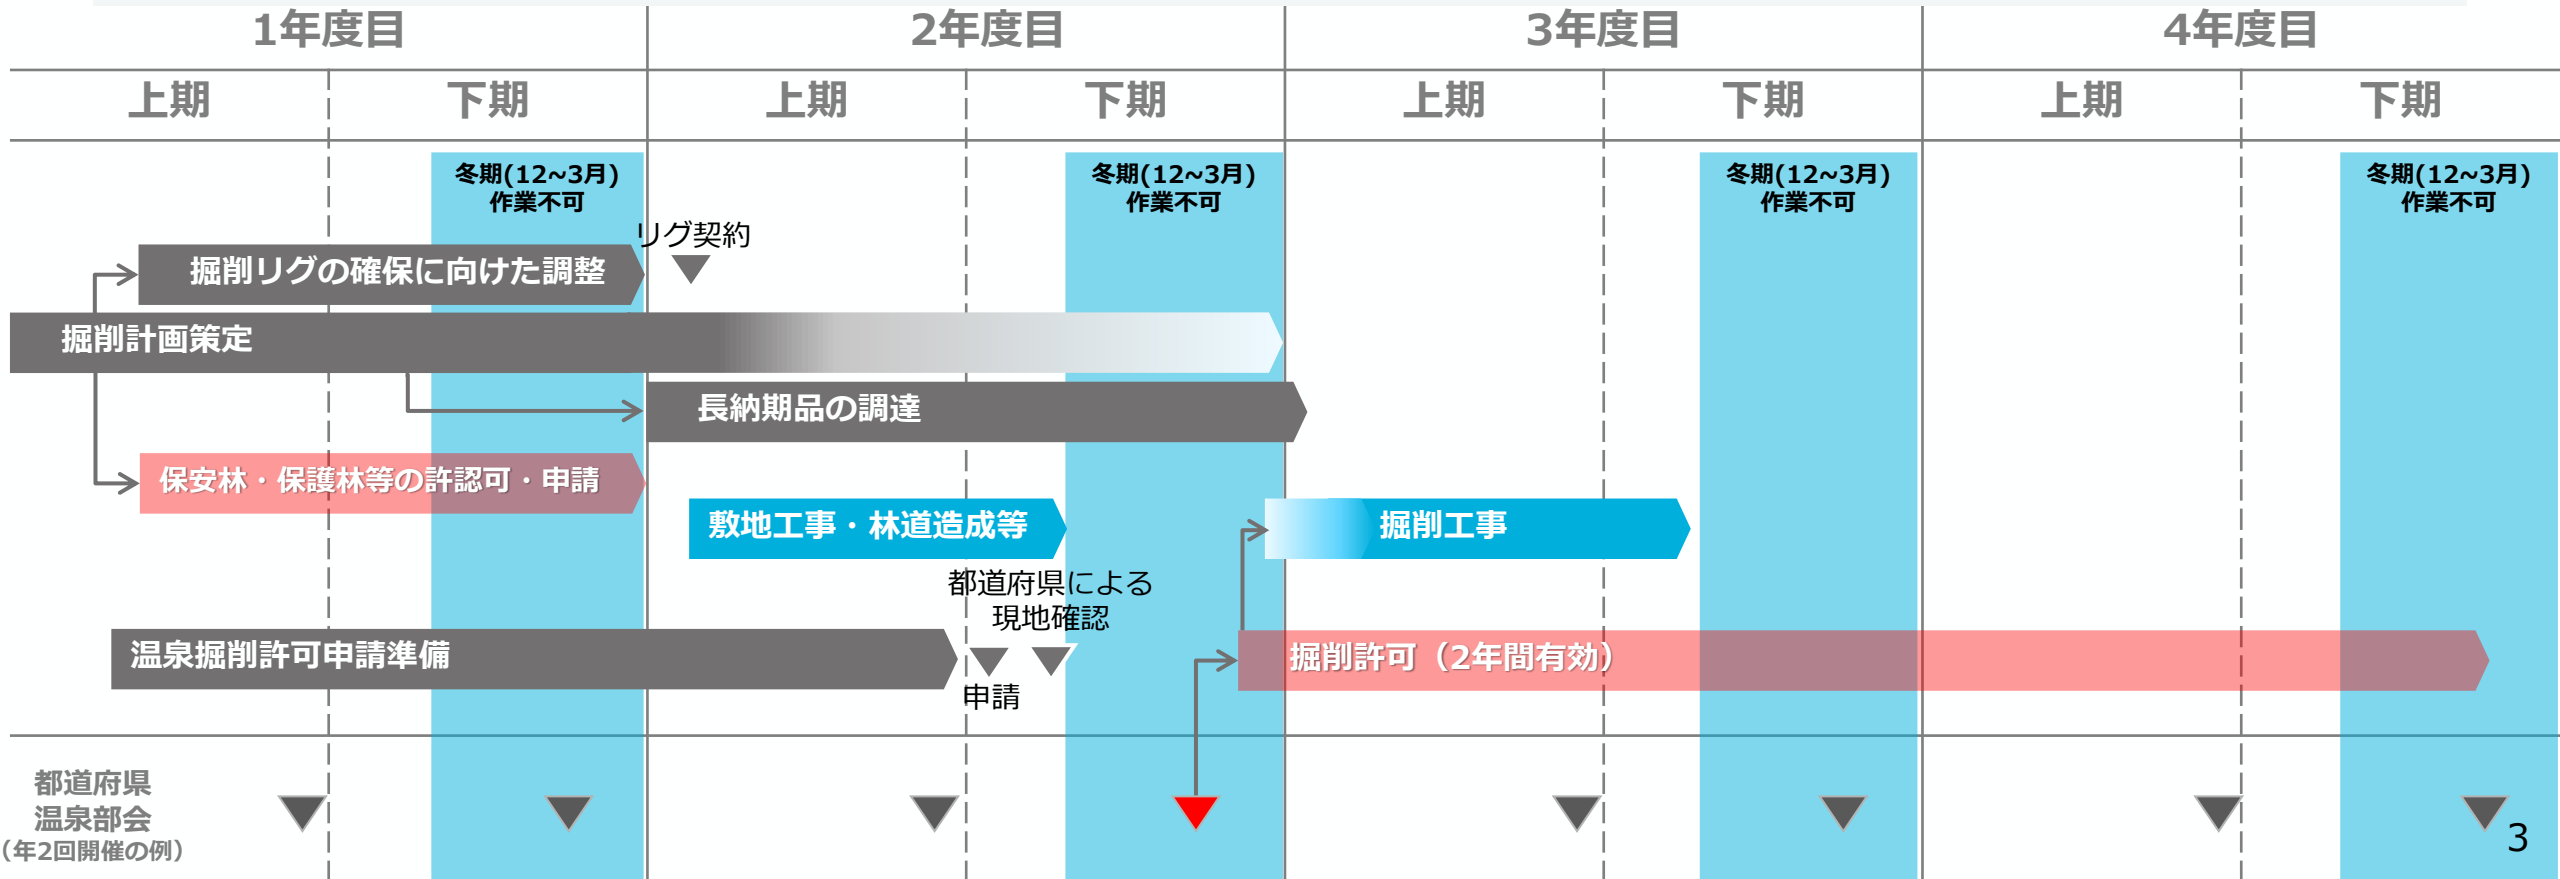 1年度目
2年度目
3年度目
4年度目
上期
下期
上期
下期
上期
下期
上期
下期
冬期(12~3月)
作業不可
冬期(12~3月)
作業不可
冬期(12~3月)
作業不可
冬期(12~3月)
作業不可
リグ契約
掘削リグの確保に向けた調整
掘削計画策定
長納期品の調達
保安林・保護林等の許認可・申請
敷地工事・林道造成等
掘削工事
都道府県による
現地確認
温泉掘削許可申請準備
申請
掘削許可（2年間有効）
都道府県
温泉部会
（年2回開催の例）
3